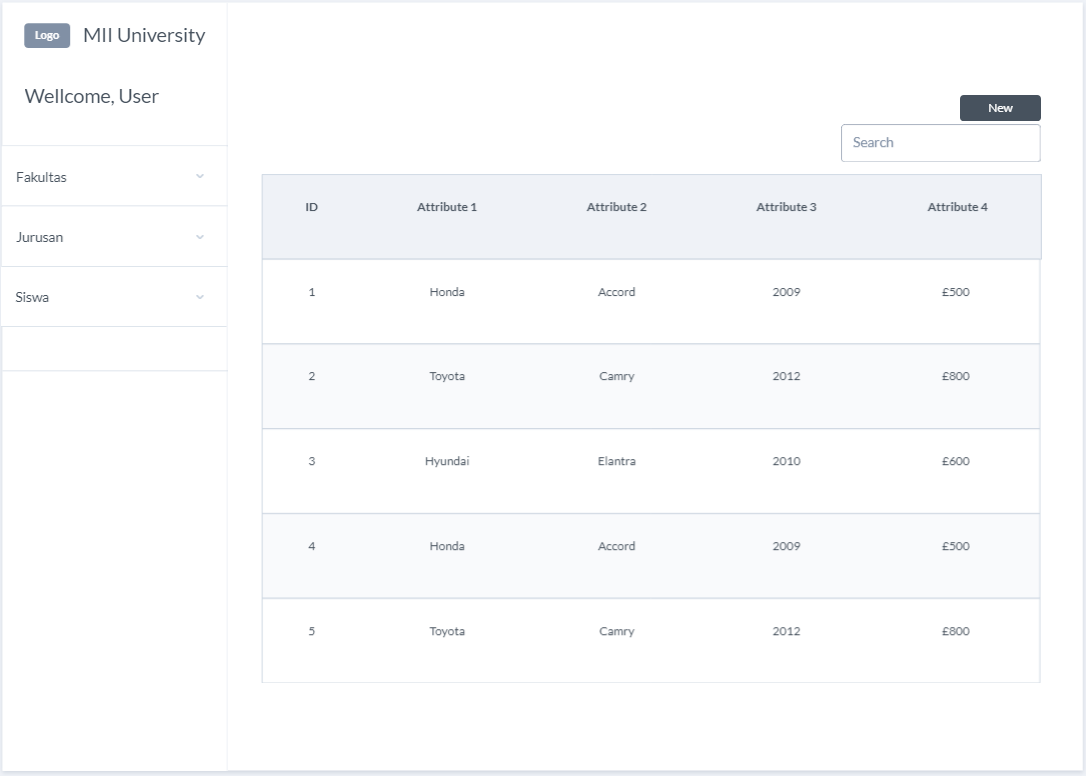 Logo MII University
Wellcome, User
Fakultas
Jurusan
Siswa
New
Search
ID Attribute 1 Attribute 2 Attribute 3 Attribute 4
1 Honda Accord 2009 £500
2 Toyota Camry 2012 £800
3 Hyundai Elantra 2010 £600
4 Honda Accord 2009 £500
5 Toyota Camry 2012 £800